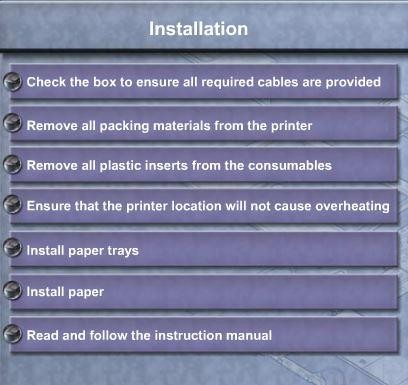 Installation
Check the box to ensure all required cables are provided
Remove all packing materials from the printer
Remove all plastic inserts from the consumables
Ensure that the printer location will not cause overheating
Install paper trays
Install paper
Read and follow the instruction manual